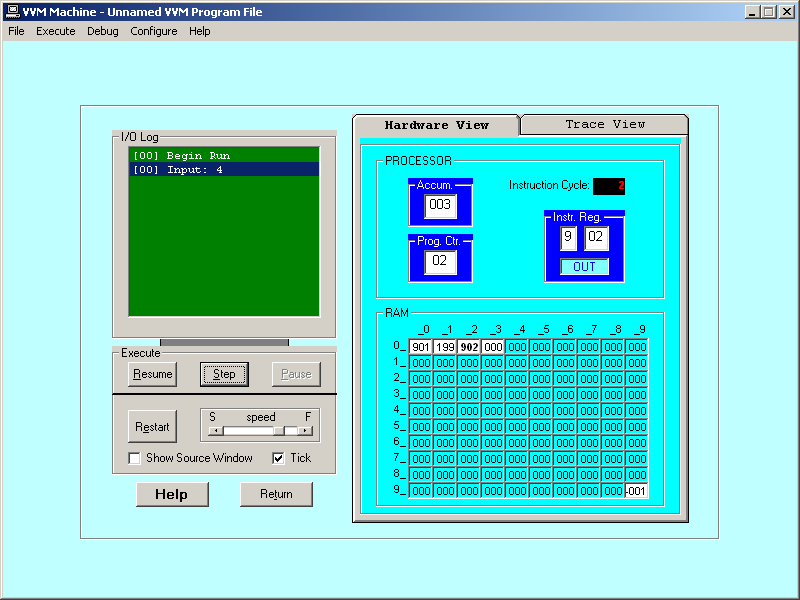 VVM Machine - Unnamed VVM Program File
File Execute Debug Configure Help
Hardware View Trace View
I/O Log
[00] Begin Run
[00] Input: 4
PROCESSOR
Accum.
003
Instruction Cycle: 2
Prog. Ctr.
02
Instr. Reg.
9 02
OUT
RAM
_0 _1 _2 _3 _4 _5 _6 _7 _8 _9
0_ 901 199 902 000 000 000 000 000 000 000
1_ 000 000 000 000 000 000 000 000 000 000
2_ 000 000 000 000 000 000 000 000 000 000
3_ 000 000 000 000 000 000 000 000 000 000
4_ 000 000 000 000 000 000 000 000 000 000
5_ 000 000 000 000 000 000 000 000 000 000
6_ 000 000 000 000 000 000 000 000 000 000
7_ 000 000 000 000 000 000 000 000 000 000
8_ 000 000 000 000 000 000 000 000 000 000
9_ 000 000 000 000 000 000 000 000 000 -001
Execute
Resume Step Pause
Restart
S speed F
Show Source Window Tick
Help Return